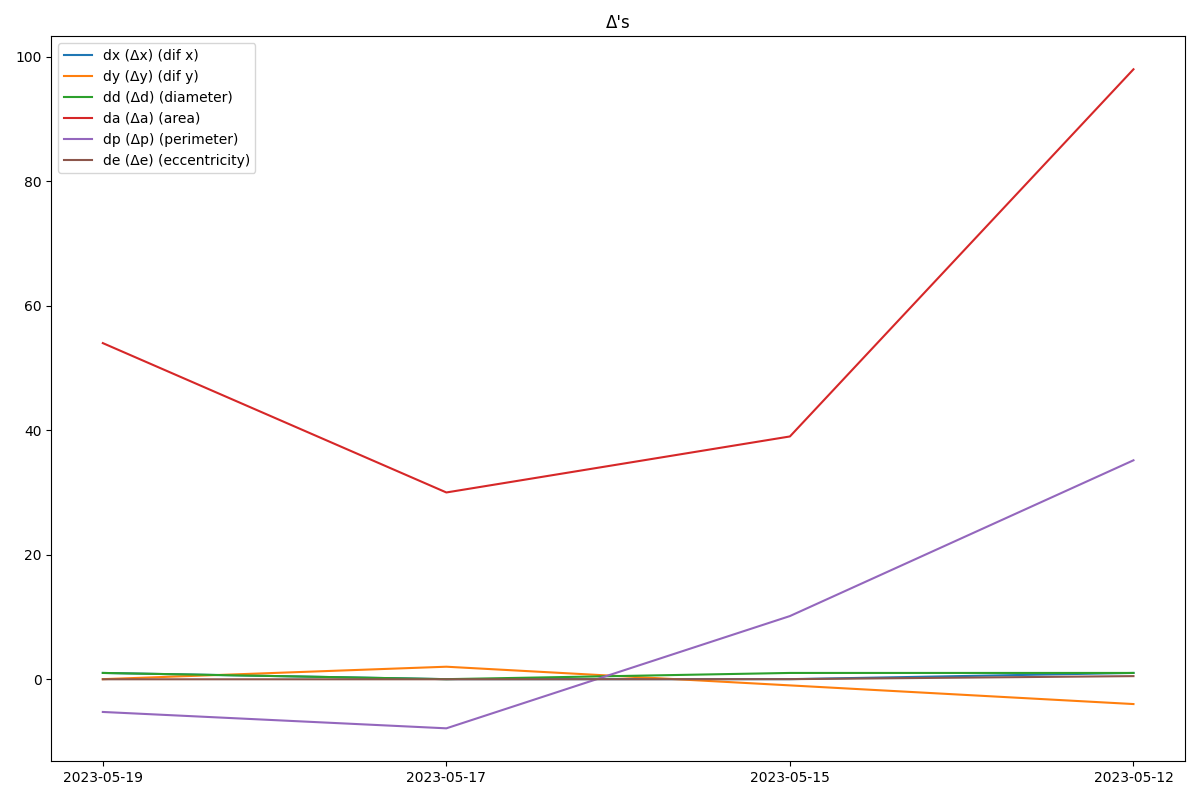 Δ's
dx (Δx) (dif x)
dy (Δy) (dif y)
dd (Δd) (diameter)
da (Δa) (area)
dp (Δp) (perimeter)
de (Δe) (eccentricity)
100
80
60
40
20
0
2023-05-19 2023-05-17 2023-05-15 2023-05-12